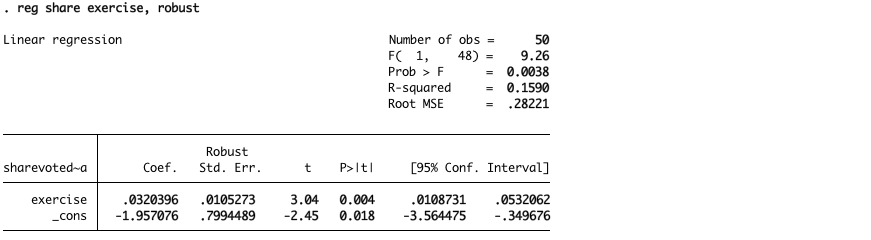 . reg share exercise, robust
Linear regression Number of obs = 50
F( 1, 48) = 9.26
Prob > F = 0.0038
R-squared = 0.1590
Root MSE = .28221
Robust
sharevoted~a Coef. Std. Err. t P>|t| [95% Conf. Interval]
exercise .0320396 .0105273 3.04 0.004 .0108731 .0532062
_cons -1.957076 .7994489 -2.45 0.018 -3.564475 -.349676